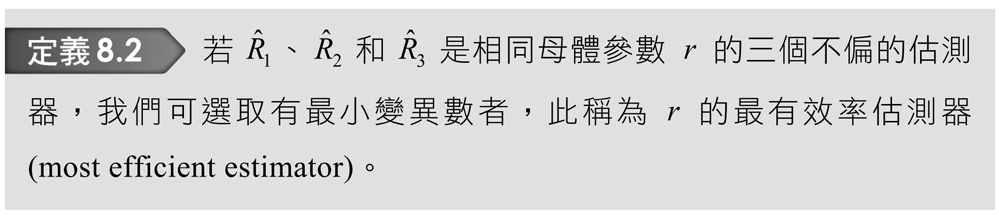 定義 8.2 若 R̂₁、R̂₂ 和 R̂₃ 是相同母體參數 r 的三個不偏的估測
器，我們可選取有最小變異數者，此稱為 r 的最有效率估測器
(most efficient estimator)。